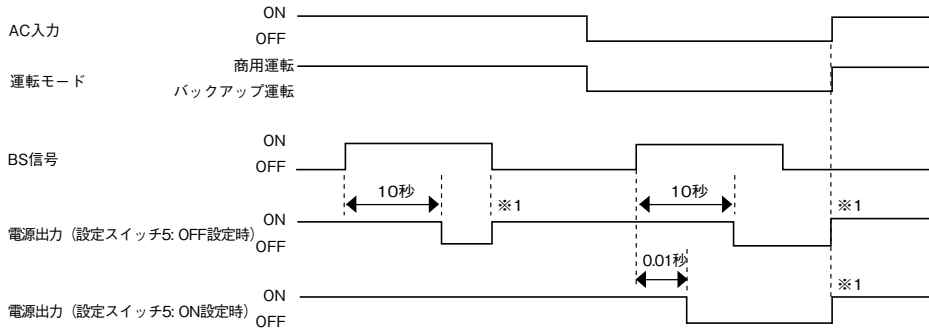 ON
AC入力
OFF
商用運転
運転モード
バックアップ運転
ON
BS信号
OFF
10秒
※1
10秒
※1
ON
電源出力（設定スイッチ5: OFF設定時）
OFF
0.01秒
※1
ON
電源出力（設定スイッチ5: ON設定時）
OFF